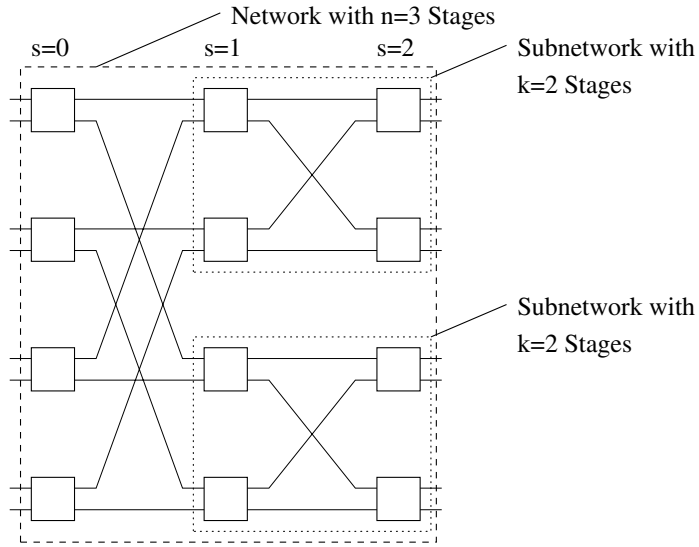 Network with n=3 Stages
s=0
s=1
s=2
Subnetwork with
k=2 Stages
Subnetwork with
k=2 Stages